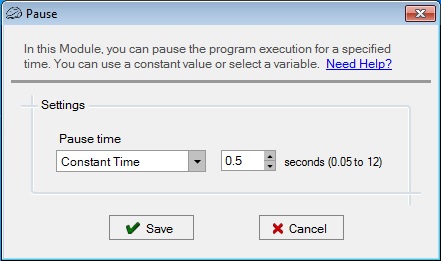 Pause
In this Module, you can pause the program execution for a specified
time. You can use a constant value or select a variable. Need Help?
Settings
Pause time
Constant Time 0.5 seconds (0.05 to 12)
Save Cancel